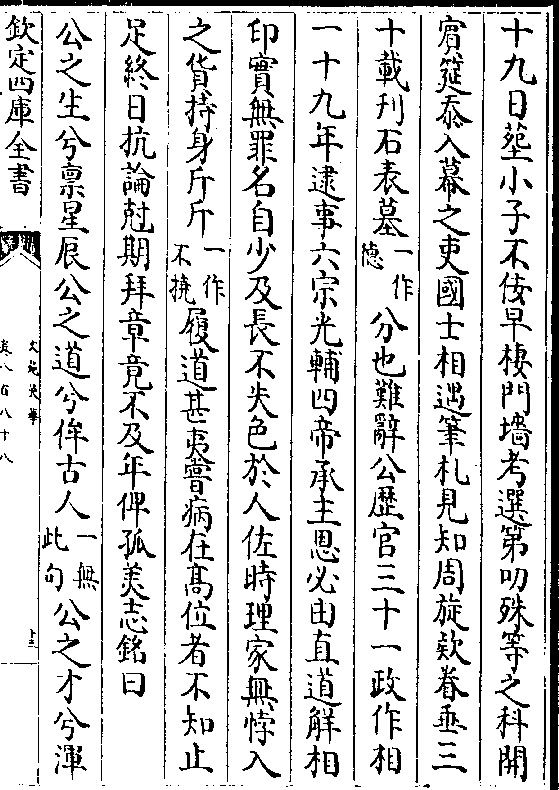 十九日塟小子不佞早棲門墻考選第叨殊等之科開
宿筵忝入幕之吏國士相遇筆札見知周旋欵眷垂三
十載刋石表墓一作德分也難辭公歴官三十一政作相
一十九年逮事六宗光輔四帝承主恩必由直道解相
印實無罪名自少及長不失色於人佐時理家無悖入
之貨持身斤斤一作不撓履道甚夷嘗病在髙位者不知止
足終日抗論尅期拜章竟不及年俾孤美志銘曰
公之生兮禀星辰公之道兮侔古人一無此句公之才兮渾
欽定四庫全書
文苑英華
卷八百八十八